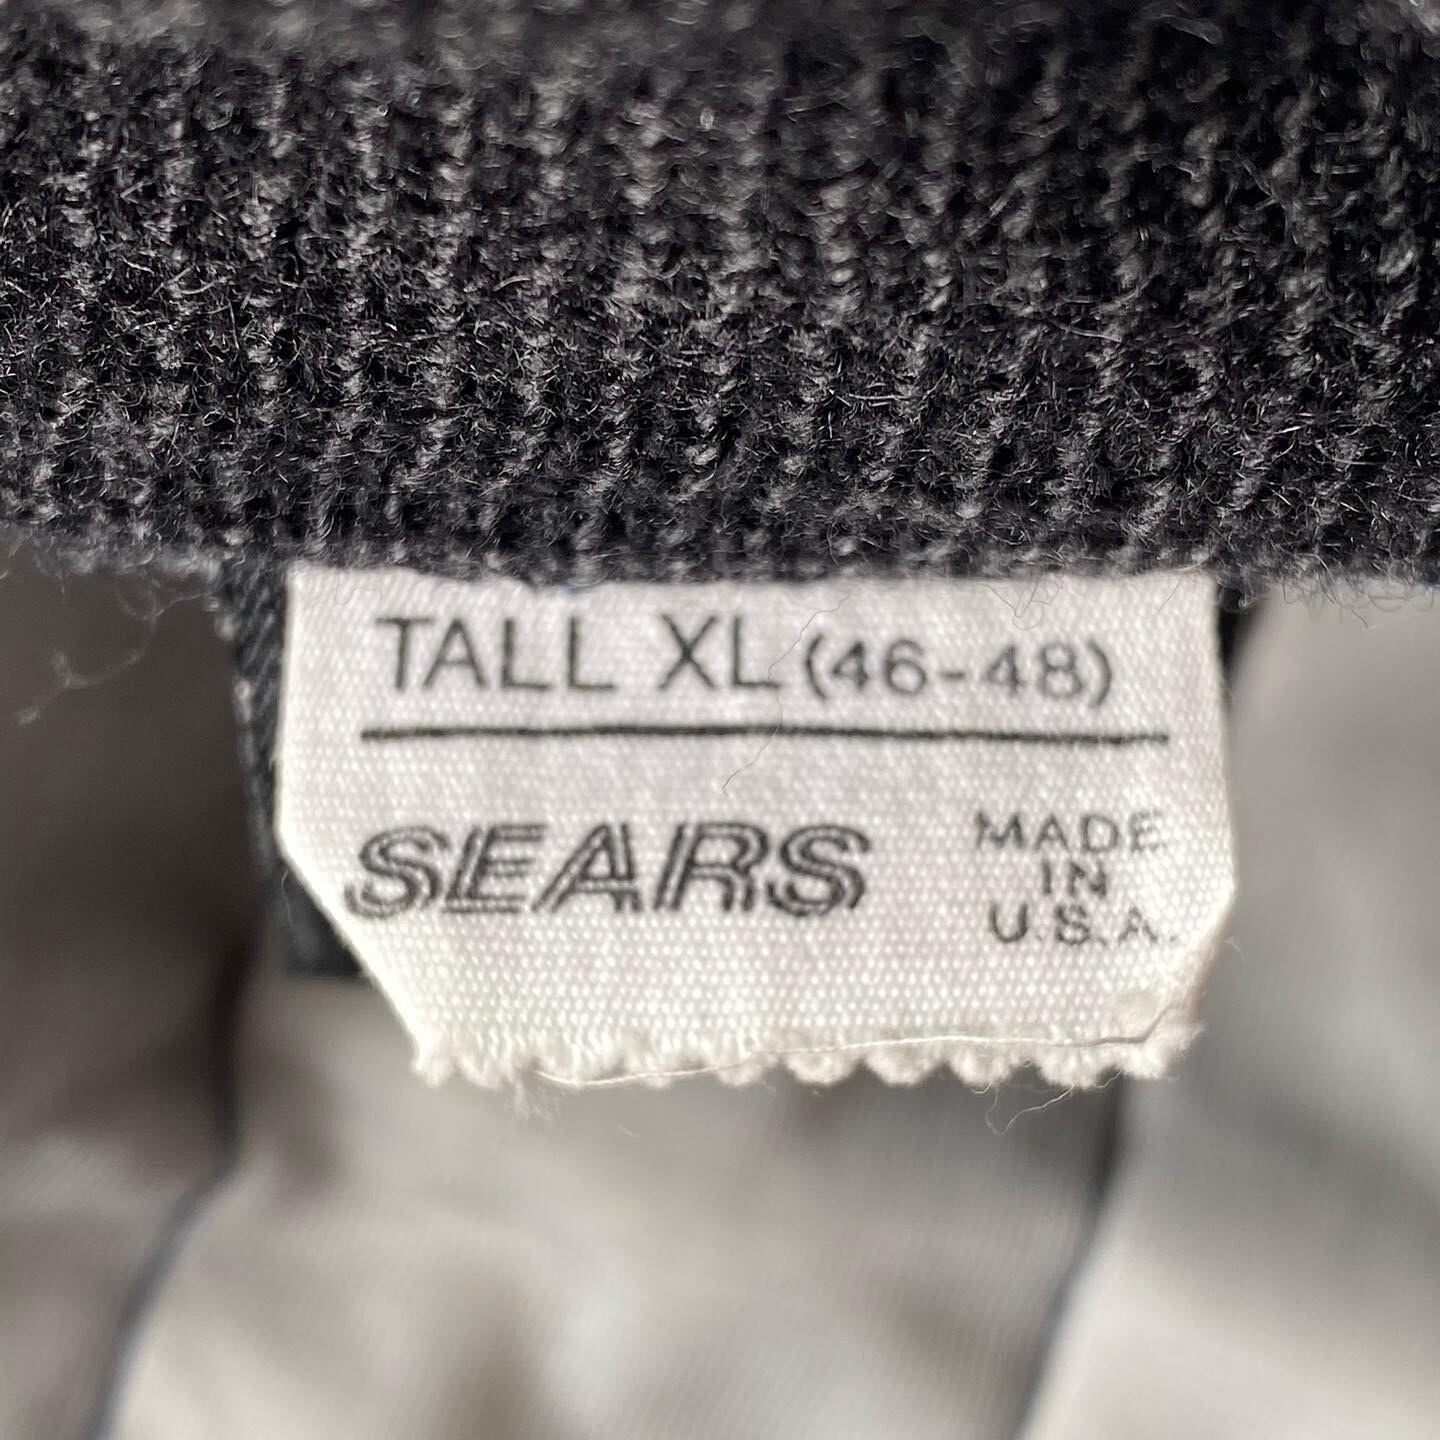 TALL XL (46-48)
SEARS
MADE
IN
U.S.A.